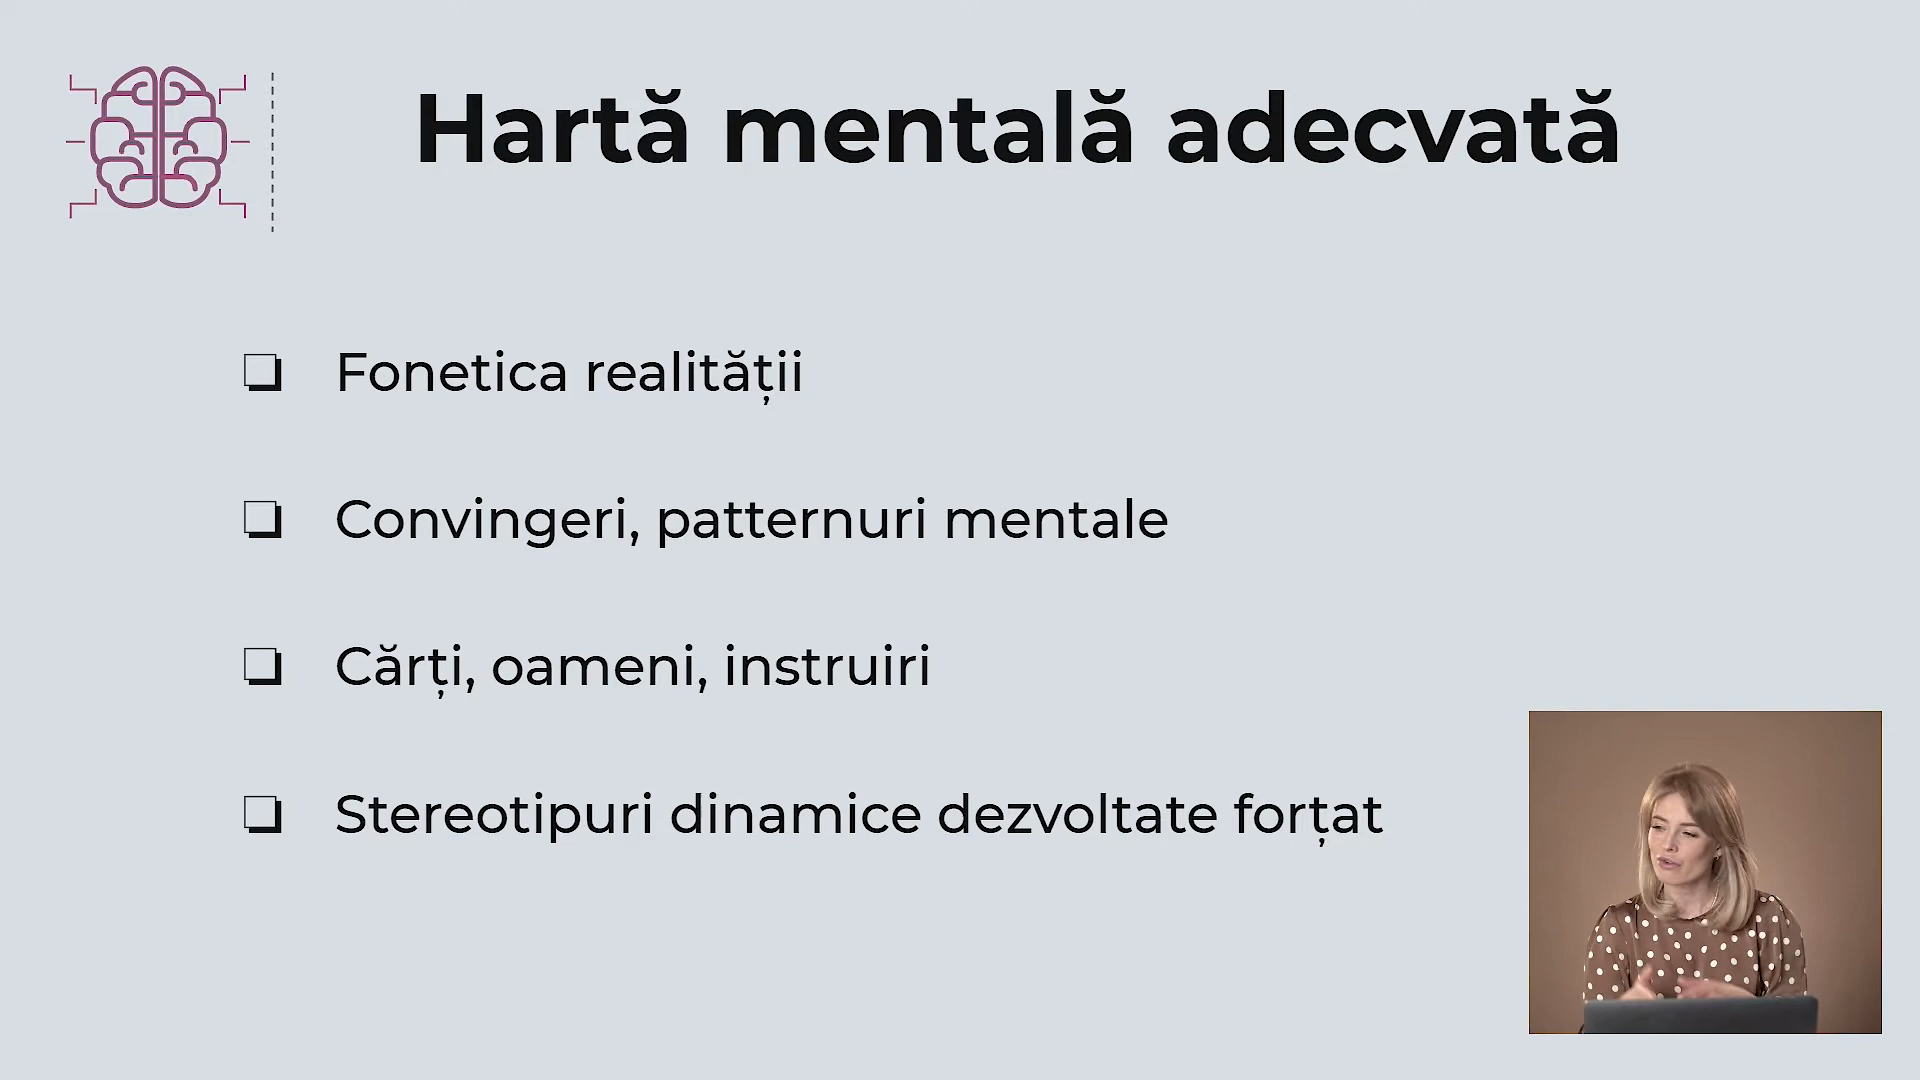 Hartă mentală adecvată
Fonetica realității
Convingeri, patternuri mentale
Cărți, oameni, instruiri
Stereotipuri dinamice dezvoltate forțat